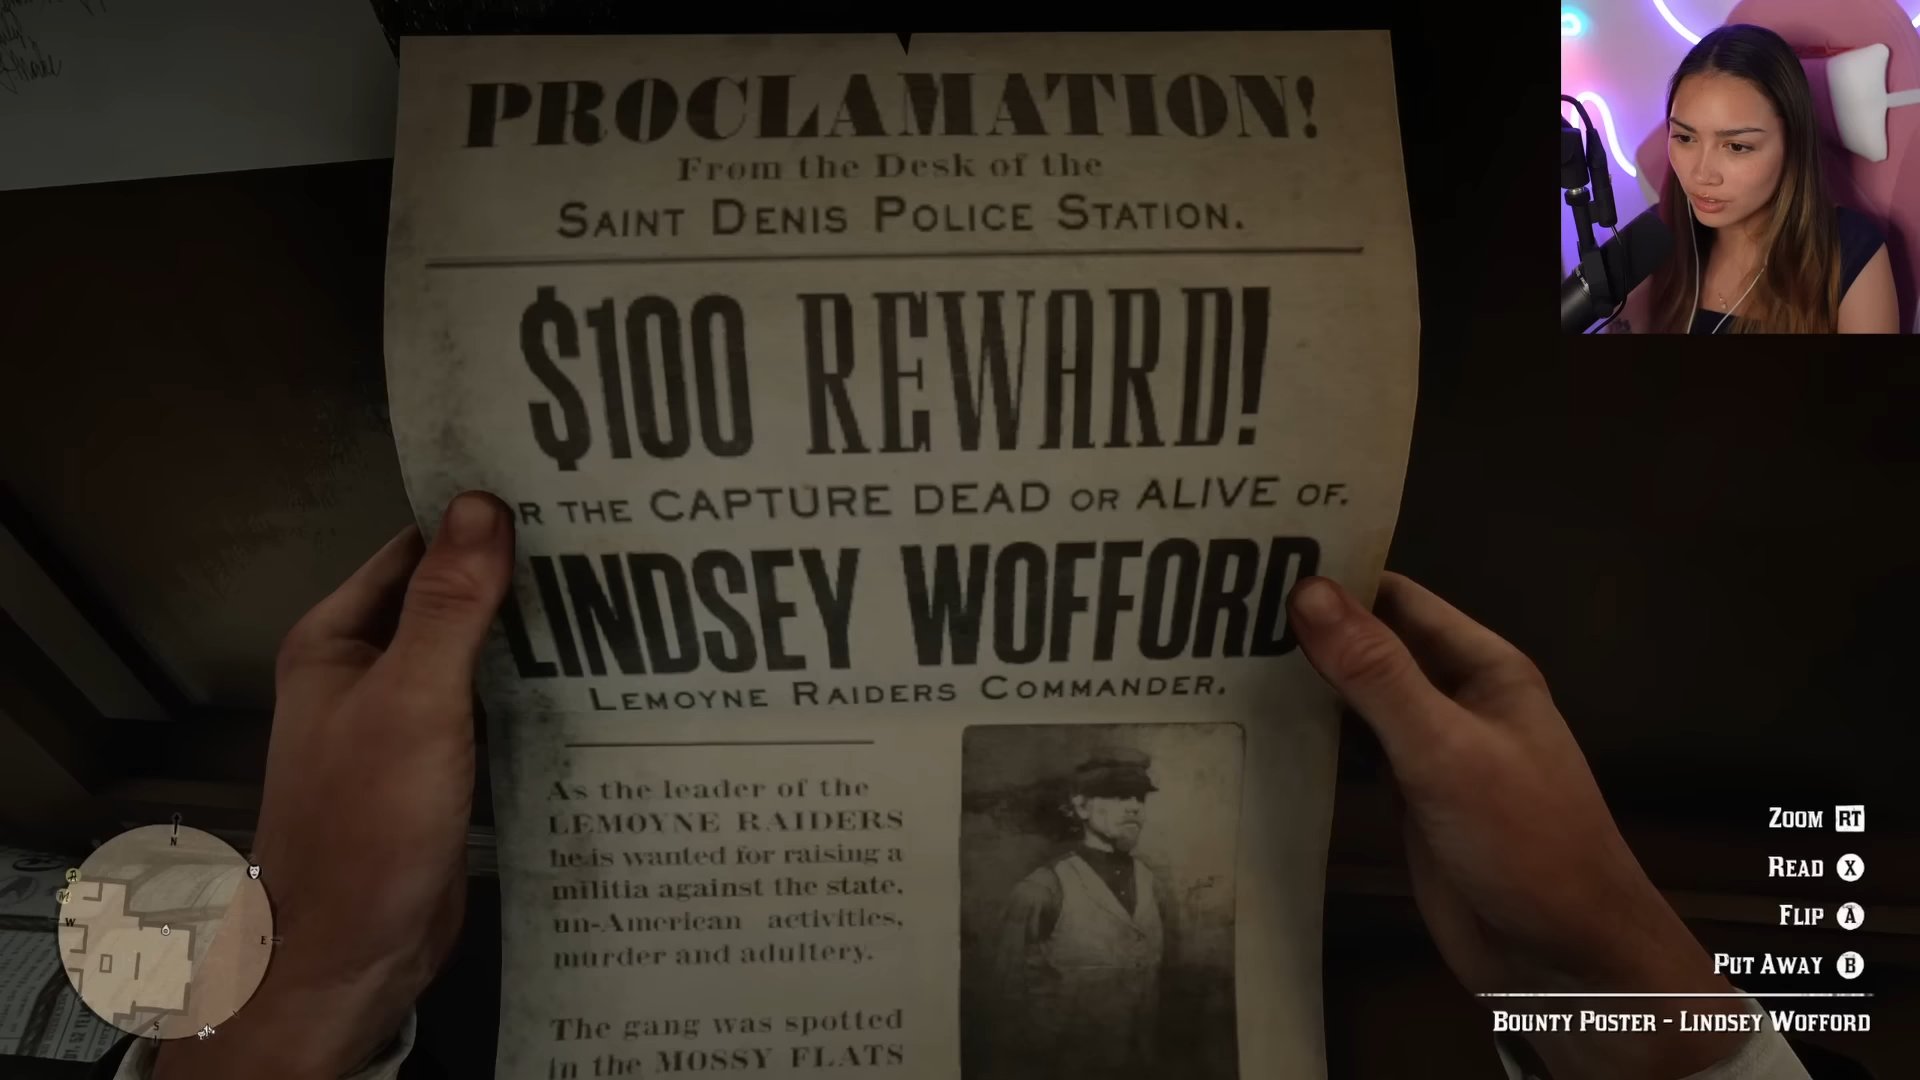 PROCLAMATION!
From the Desk of the
SAINT DENIS POLICE STATION.
$100 REWARD!
OR THE CAPTURE DEAD OR ALIVE OF.
LINDSEY WOFFORD
LEMOYNE RAIDERS COMMANDER.
As the leader of the
LEMOYNE RAIDERS
he is wanted for raising a
militia against the state,
un-American activities,
murder and adultery.
The gang was spotted
in the MOSSY FLATS
N
W
E
S
ZOOM RT
READ X
FLIP A
PUT AWAY B
BOUNTY POSTER - LINDSEY WOFFORD